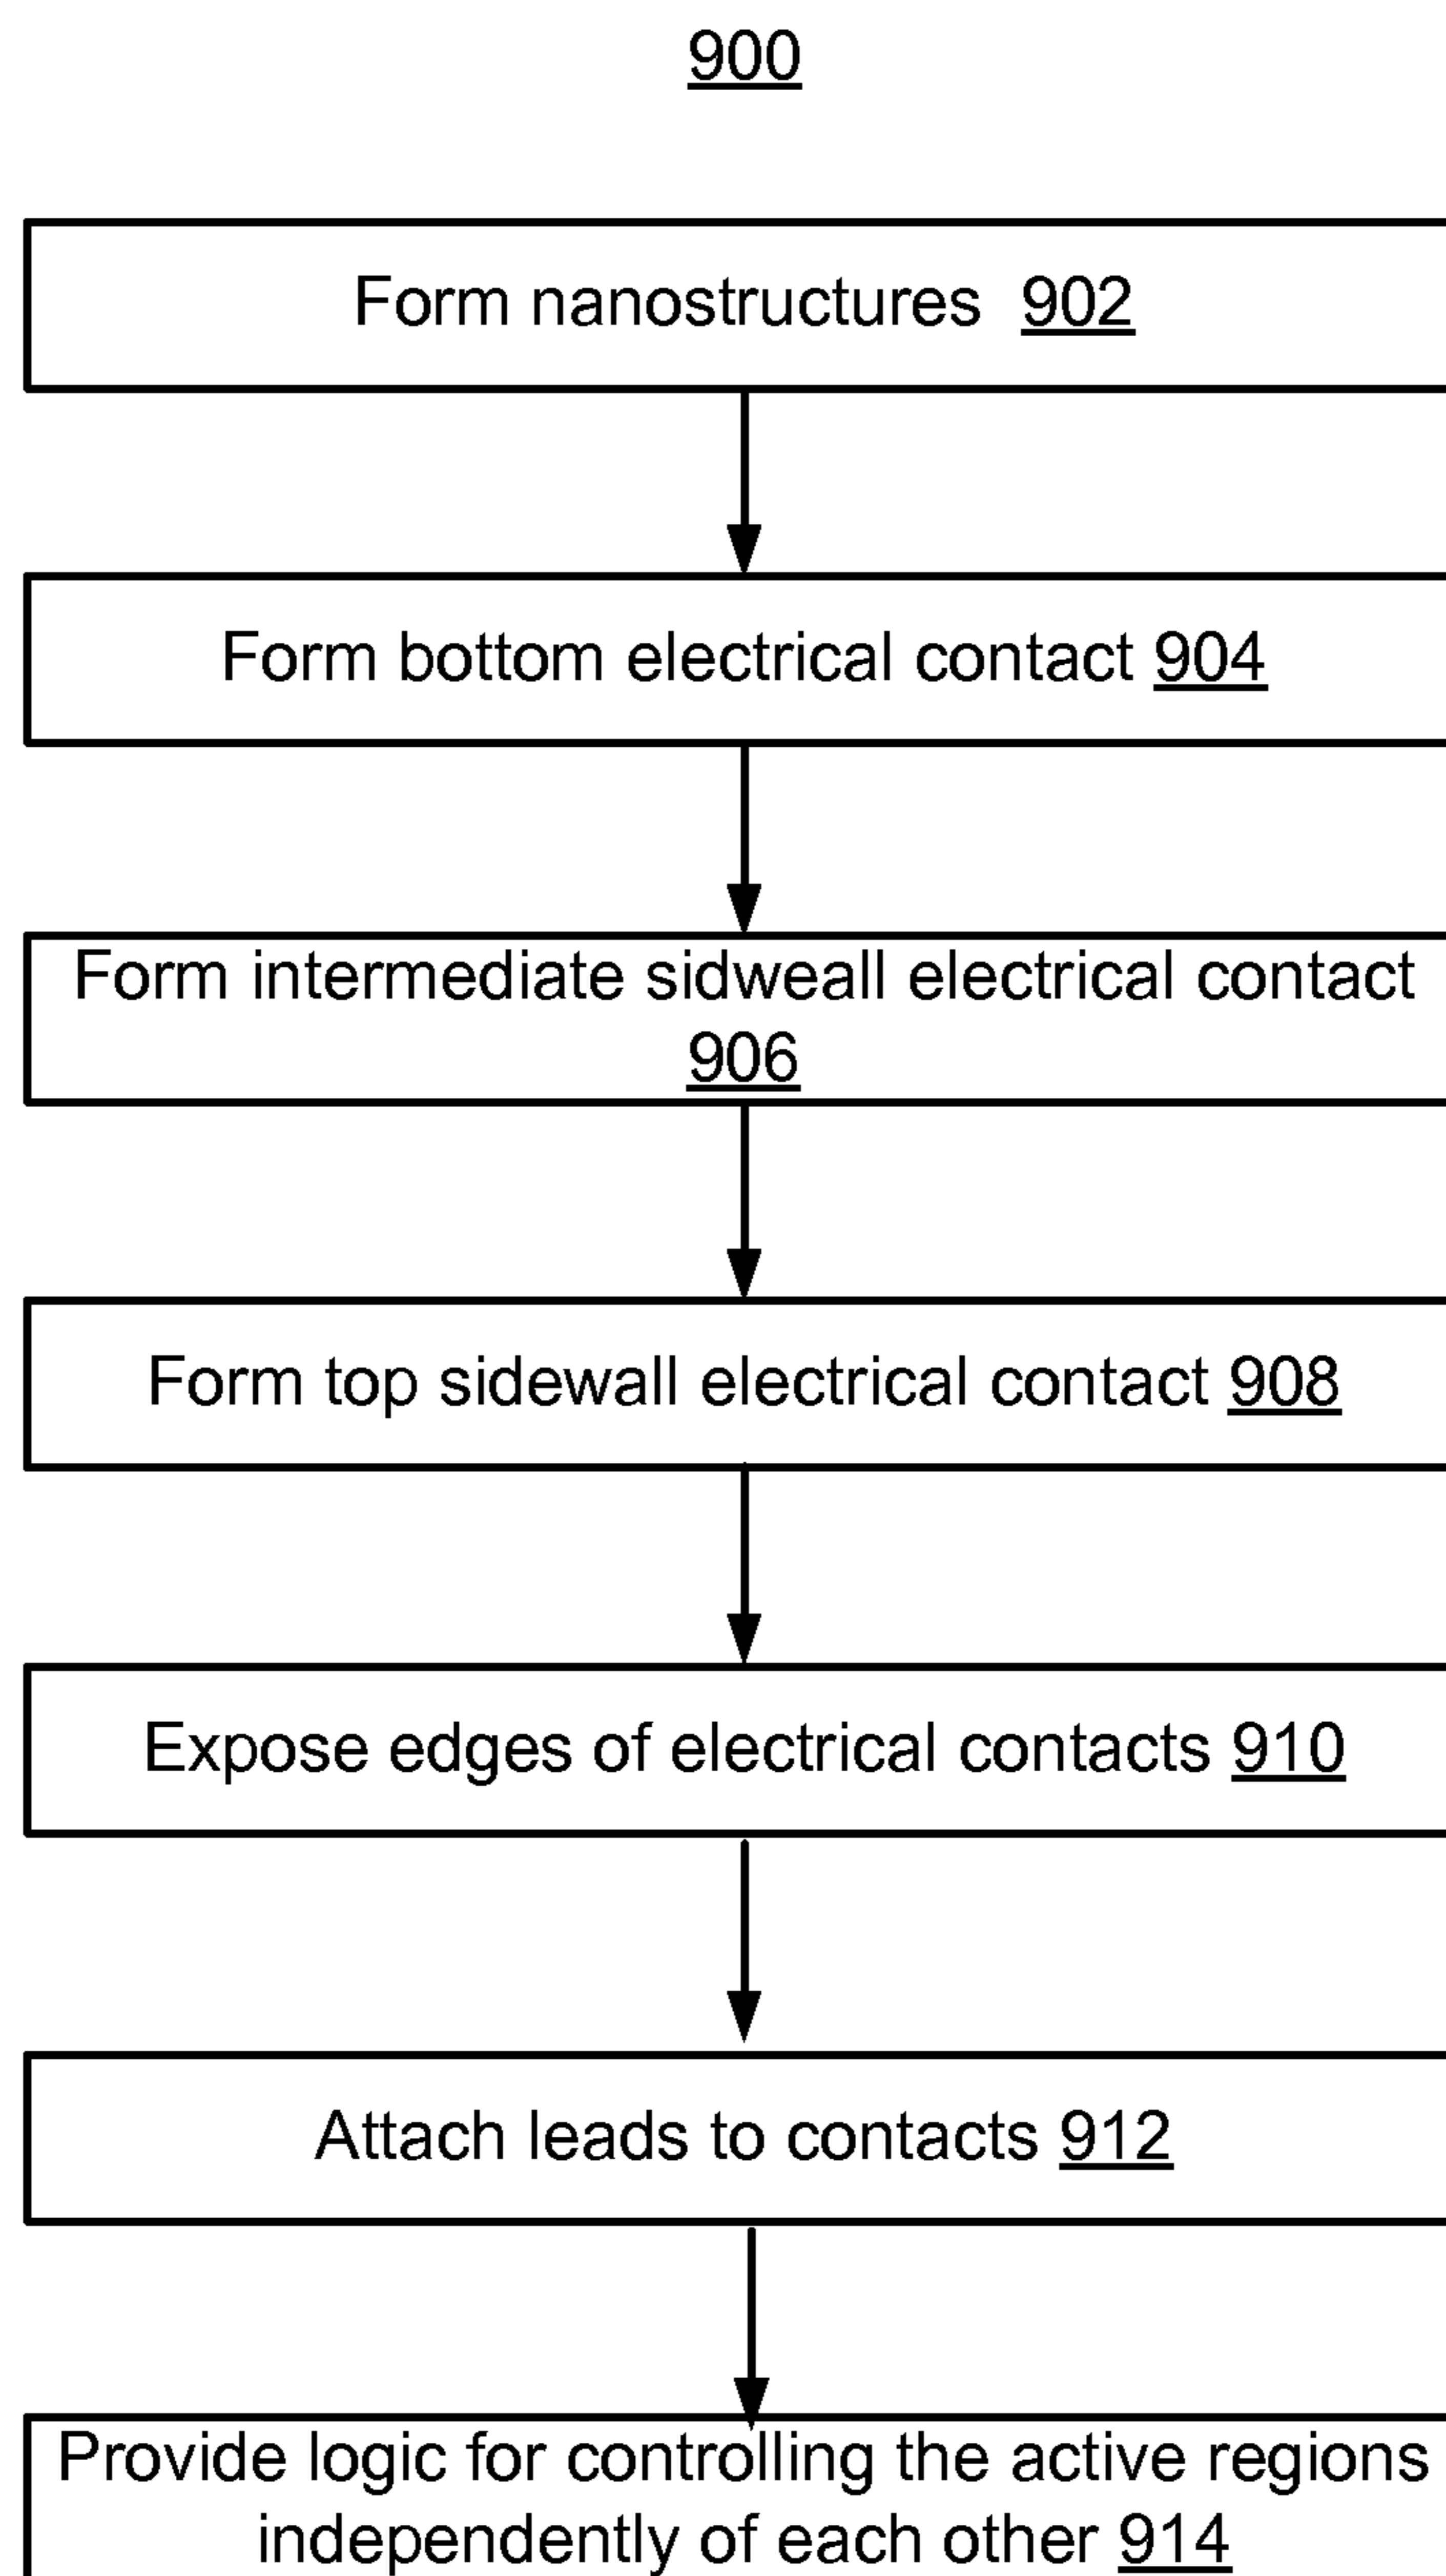 900
Form nanostructures 902
Form bottom electrical contact 904
Form intermediate sidweall electrical contact
906
Form top sidewall electrical contact 908
Expose edges of electrical contacts 910
Attach leads to contacts 912
Provide logic for controlling the active regions
independently of each other 914